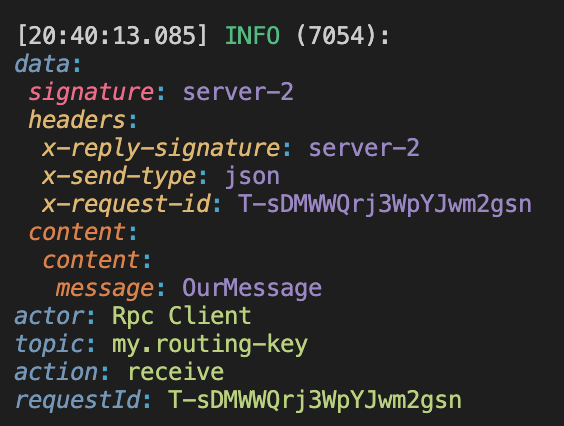 [20:40:13.085] INFO (7054):
data:
signature: server-2
headers:
x-reply-signature: server-2
x-send-type: json
x-request-id: T-sDMWWQrj3WpYJwm2gsn
content:
content:
message: OurMessage
actor: Rpc Client
topic: my.routing-key
action: receive
requestId: T-sDMWWQrj3WpYJwm2gsn